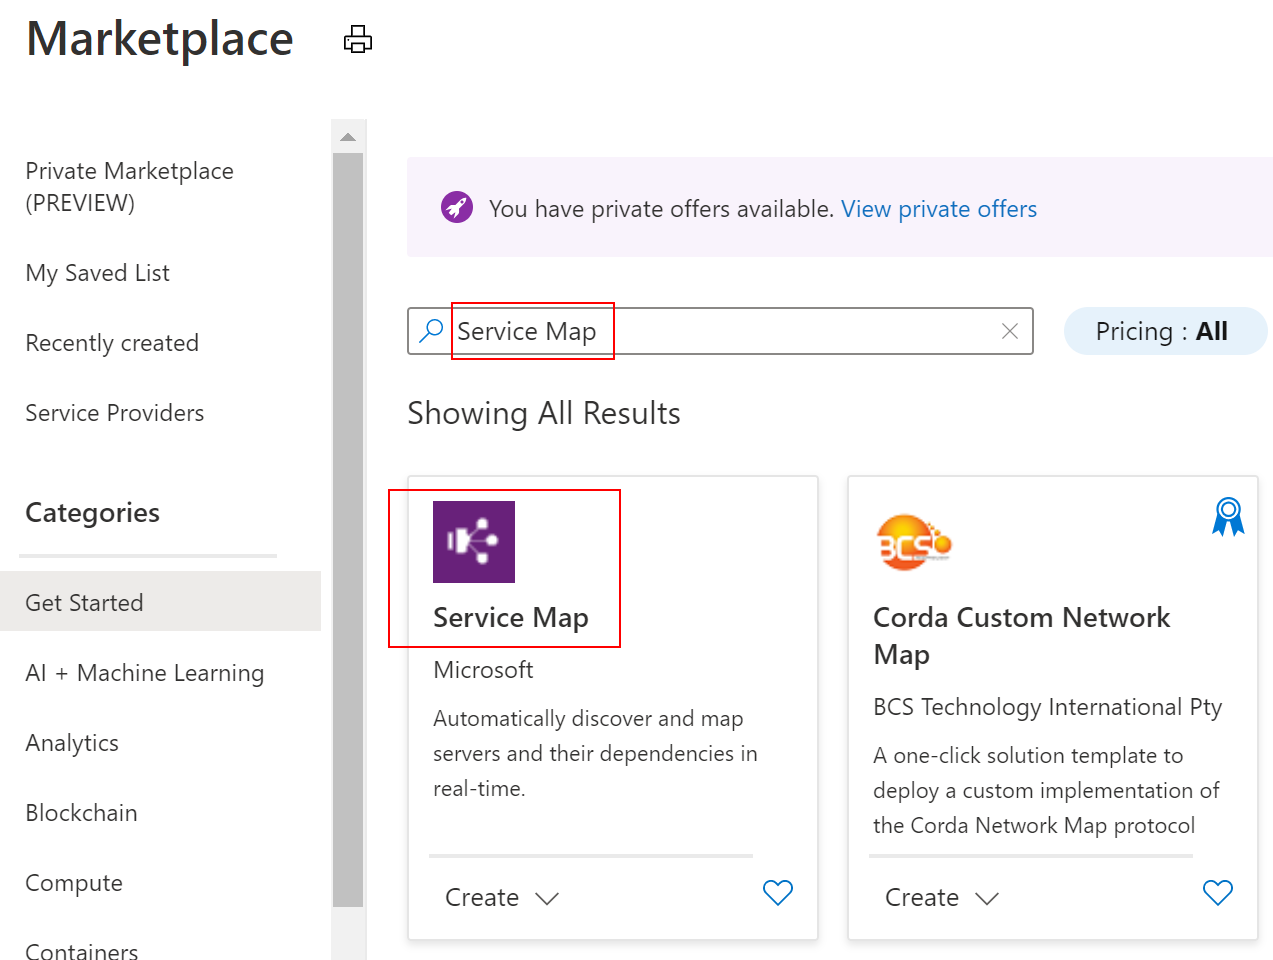 Marketplace
Private Marketplace
(PREVIEW)
My Saved List
Recently created
Service Providers
Categories
Get Started
AI + Machine Learning
Analytics
Blockchain
Compute
Containers
You have private offers available. View private offers
Service Map
Pricing : All
Showing All Results
Service Map
Microsoft
Automatically discover and map
servers and their dependencies in
real-time.
Create
BCS
Corda Custom Network
Map
BCS Technology International Pty
A one-click solution template to
deploy a custom implementation of
the Corda Network Map protocol
Create